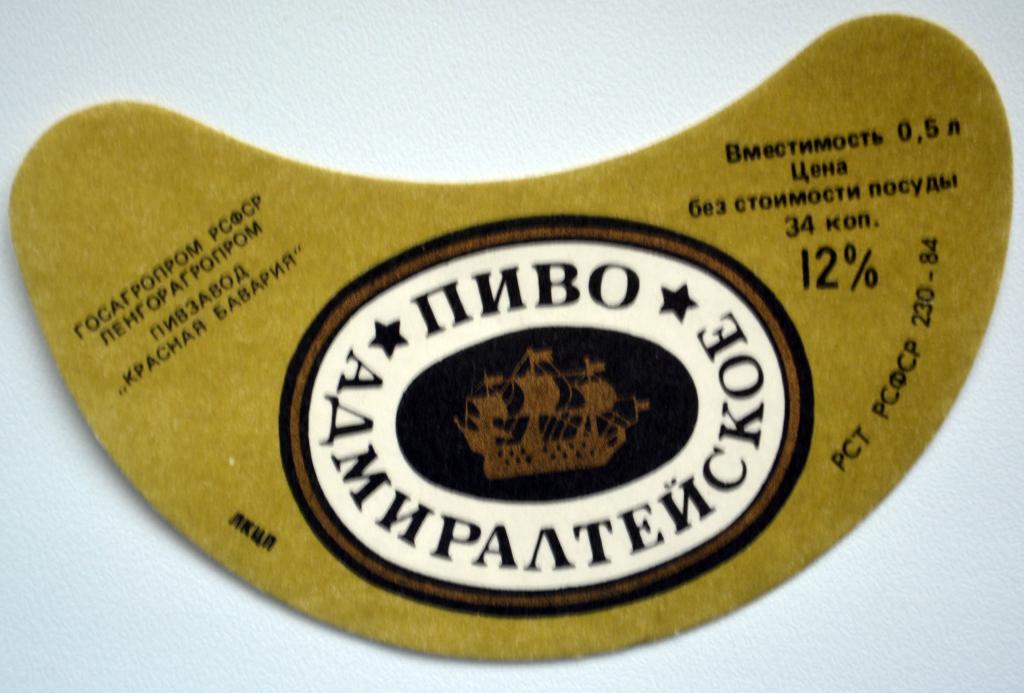 ГОСАГРОПРОМ РСФСР
ЛЕНГОРАГРОПРОМ
ПИВЗАВОД
„КРАСНАЯ БАВАРИЯ"
ЛКЦП
★ ПИВО ★
АДМИРАЛТЕЙСКОЕ
Вместимость 0,5 л
Цена
без стоимости посуды
34 коп.
12%
РСТ РСФСР 230-84